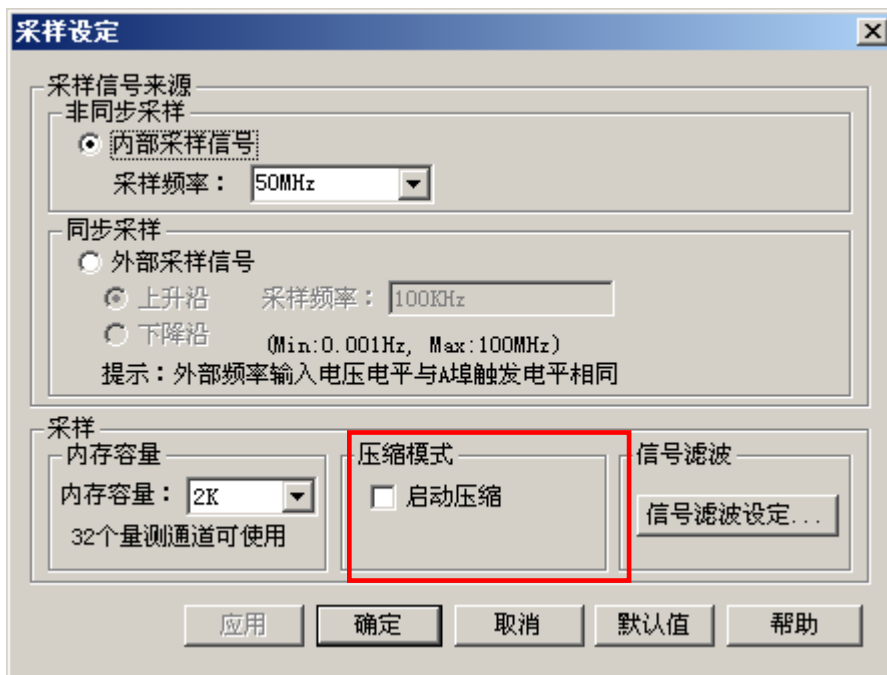 采样设定
采样信号来源
非同步采样
内部采样信号
采样频率：
50MHz
同步采样
外部采样信号
上升沿
采样频率：
100KHz
下降沿
(Min:0.001Hz, Max:100MHz)
提示：外部频率输入电压电平与A埠触发电平相同
采样
内存容量
内存容量：
2K
32个量测通道可使用
压缩模式
启动压缩
信号滤波
信号滤波设定...
应用
确定
取消
默认值
帮助